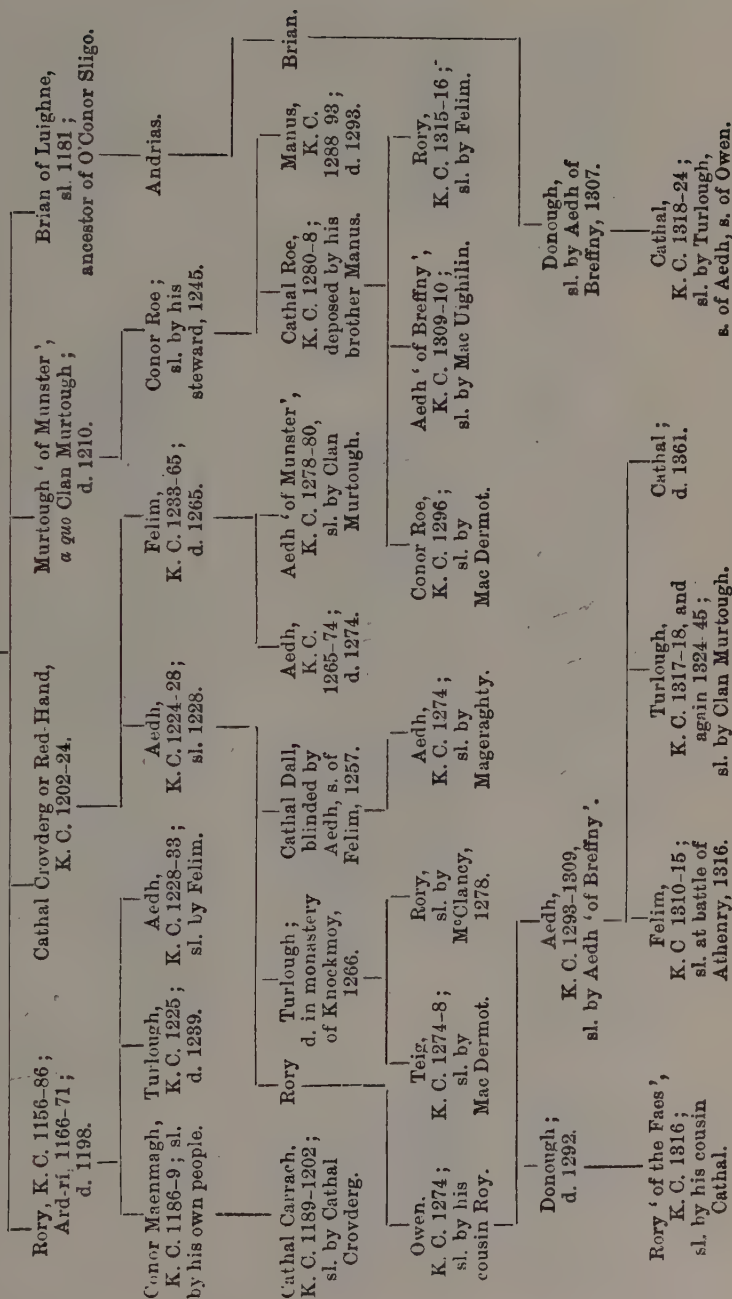 Rory, K. C. 1156-86;
Ard-ri, 1166-71;
d. 1198.
Cathal Crovderg or Red-Hand,
K. C. 1202-24.
Murtough ‘of Munster’,
a quo Clan Murtough;
d. 1210.
Brian of Luighne,
sl. 1181;
ancestor of O'Conor Sligo.
Conor Maenmagh,
K. C. 1186-9; sl.
by his own people.
Turlough,
K. C. 1225;
d. 1239.
Aedh,
K. C. 1228-33;
sl. by Felim.
Aedh,
K. C. 1224-28;
sl. 1228.
Felim,
K. C. 1233-65;
d. 1265.
Conor Roe;
sl. by his
steward, 1245.
Andrias.
Cathal Carrach,
K. C. 1189-1202;
sl. by Cathal
Crovderg.
Rory
Turlough;
d. in monastery
of Knockmoy,
1266.
Cathal Dall,
blinded by
Aedh, s. of
Felim, 1257.
Aedh,
K. C.
1265-74;
d. 1274.
Aedh ‘of Munster’,
K. C. 1278-80,
sl. by Clan
Murtough.
Cathal Roe,
K. C. 1280-8;
deposed by his
brother Manus.
Manus,
K. C.
1288 93;
d. 1293.
Brian.
Owen.
K. C. 1274;
sl. by his
cousin Roy.
Teig,
K. C. 1274-8;
sl. by
Mac Dermot.
Rory,
sl. by
McClancy,
1278.
Aedh,
K. C. 1274;
sl. by
Mageraghty.
Conor Roe,
K. C. 1296;
sl. by
Mac Dermot.
Aedh ‘of Breffny’,
K. C. 1309-10;
sl. by Mac Uighilin.
Rory,
K. C. 1315-16;
sl. by Felim.
Donough;
d. 1292.
Aedh,
K. C. 1293-1309,
sl. by Aedh ‘of Breffny’.
Donough,
sl. by Aedh of
Breffny, 1307.
Rory ‘of the Faes’,
K. C. 1316;
sl. by his cousin
Cathal.
Felim,
K. C 1310-15;
sl. at battle of
Athenry, 1316.
Turlough,
K. C. 1317-18, and
again 1324-45;
sl. by Clan Murtough.
Cathal;
d. 1361.
Cathal,
K. C. 1318-24;
sl. by Turlough,
s. of Aedh, s. of Owen.